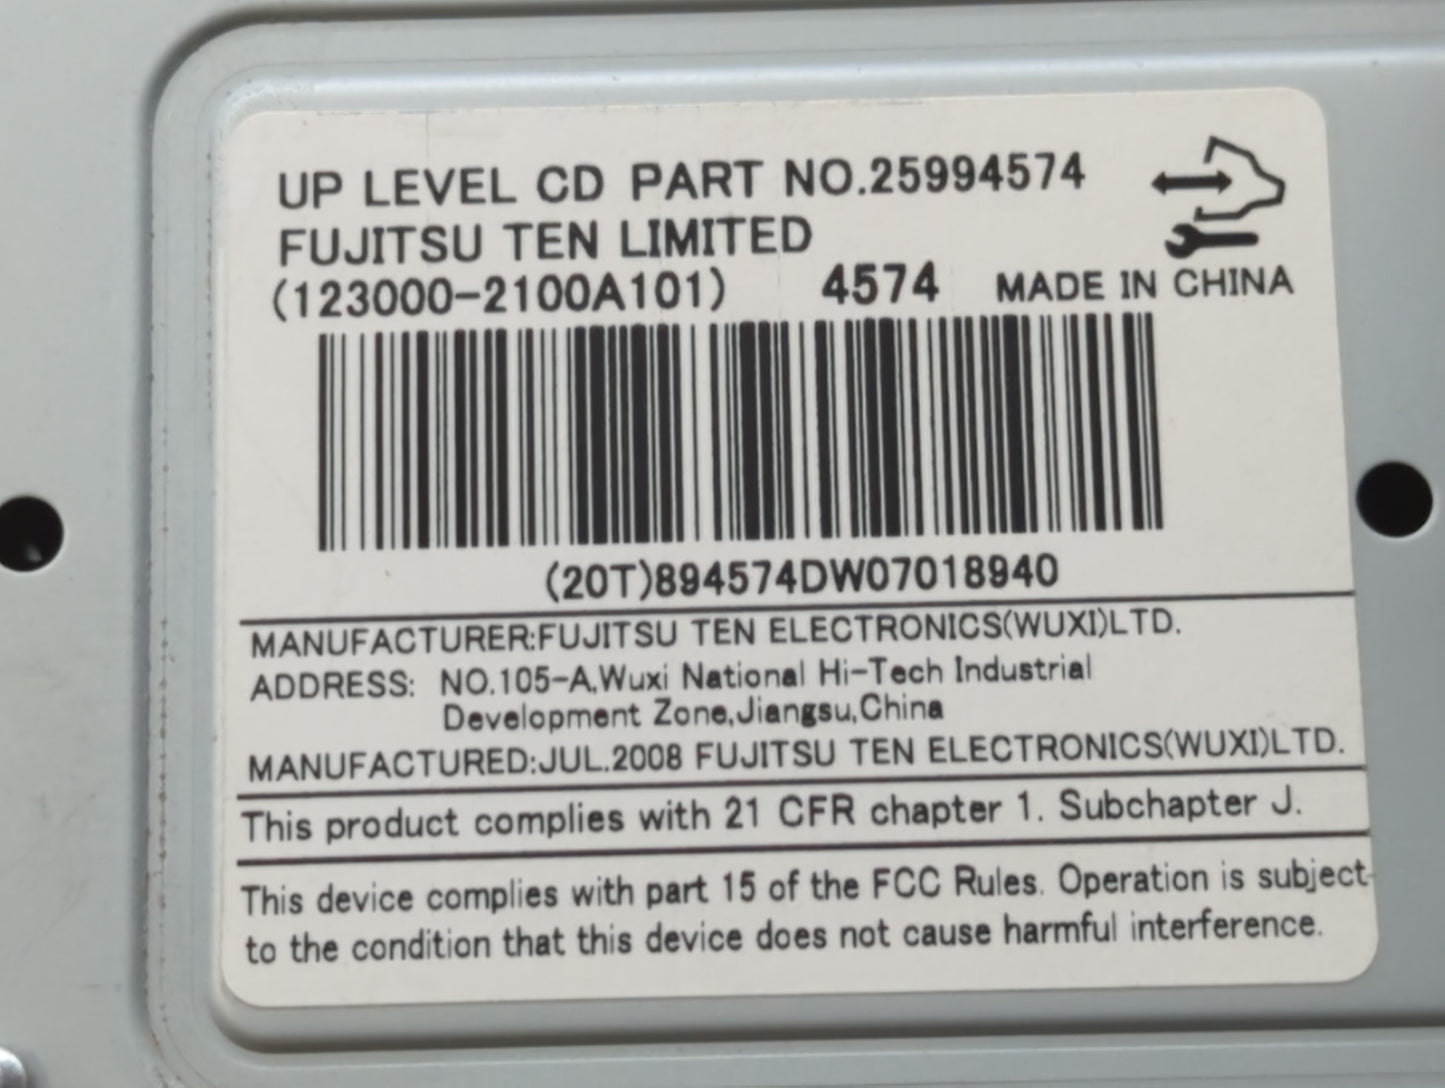 UP LEVEL CD PART NO.25994574
FUJITSU TEN LIMITED
(123000-2100A101) 4574 MADE IN CHINA
(20T)894574DW07018940
MANUFACTURER:FUJITSU TEN ELECTRONICS(WUXI)LTD.
ADDRESS: NO.105-A,Wuxi National Hi-Tech Industrial
Development Zone,Jiangsu,China
MANUFACTURED:JUL.2008 FUJITSU TEN ELECTRONICS(WUXI)LTD.
This product complies with 21 CFR chapter 1. Subchapter J.
This device complies with part 15 of the FCC Rules. Operation is subject
to the condition that this device does not cause harmful interference.